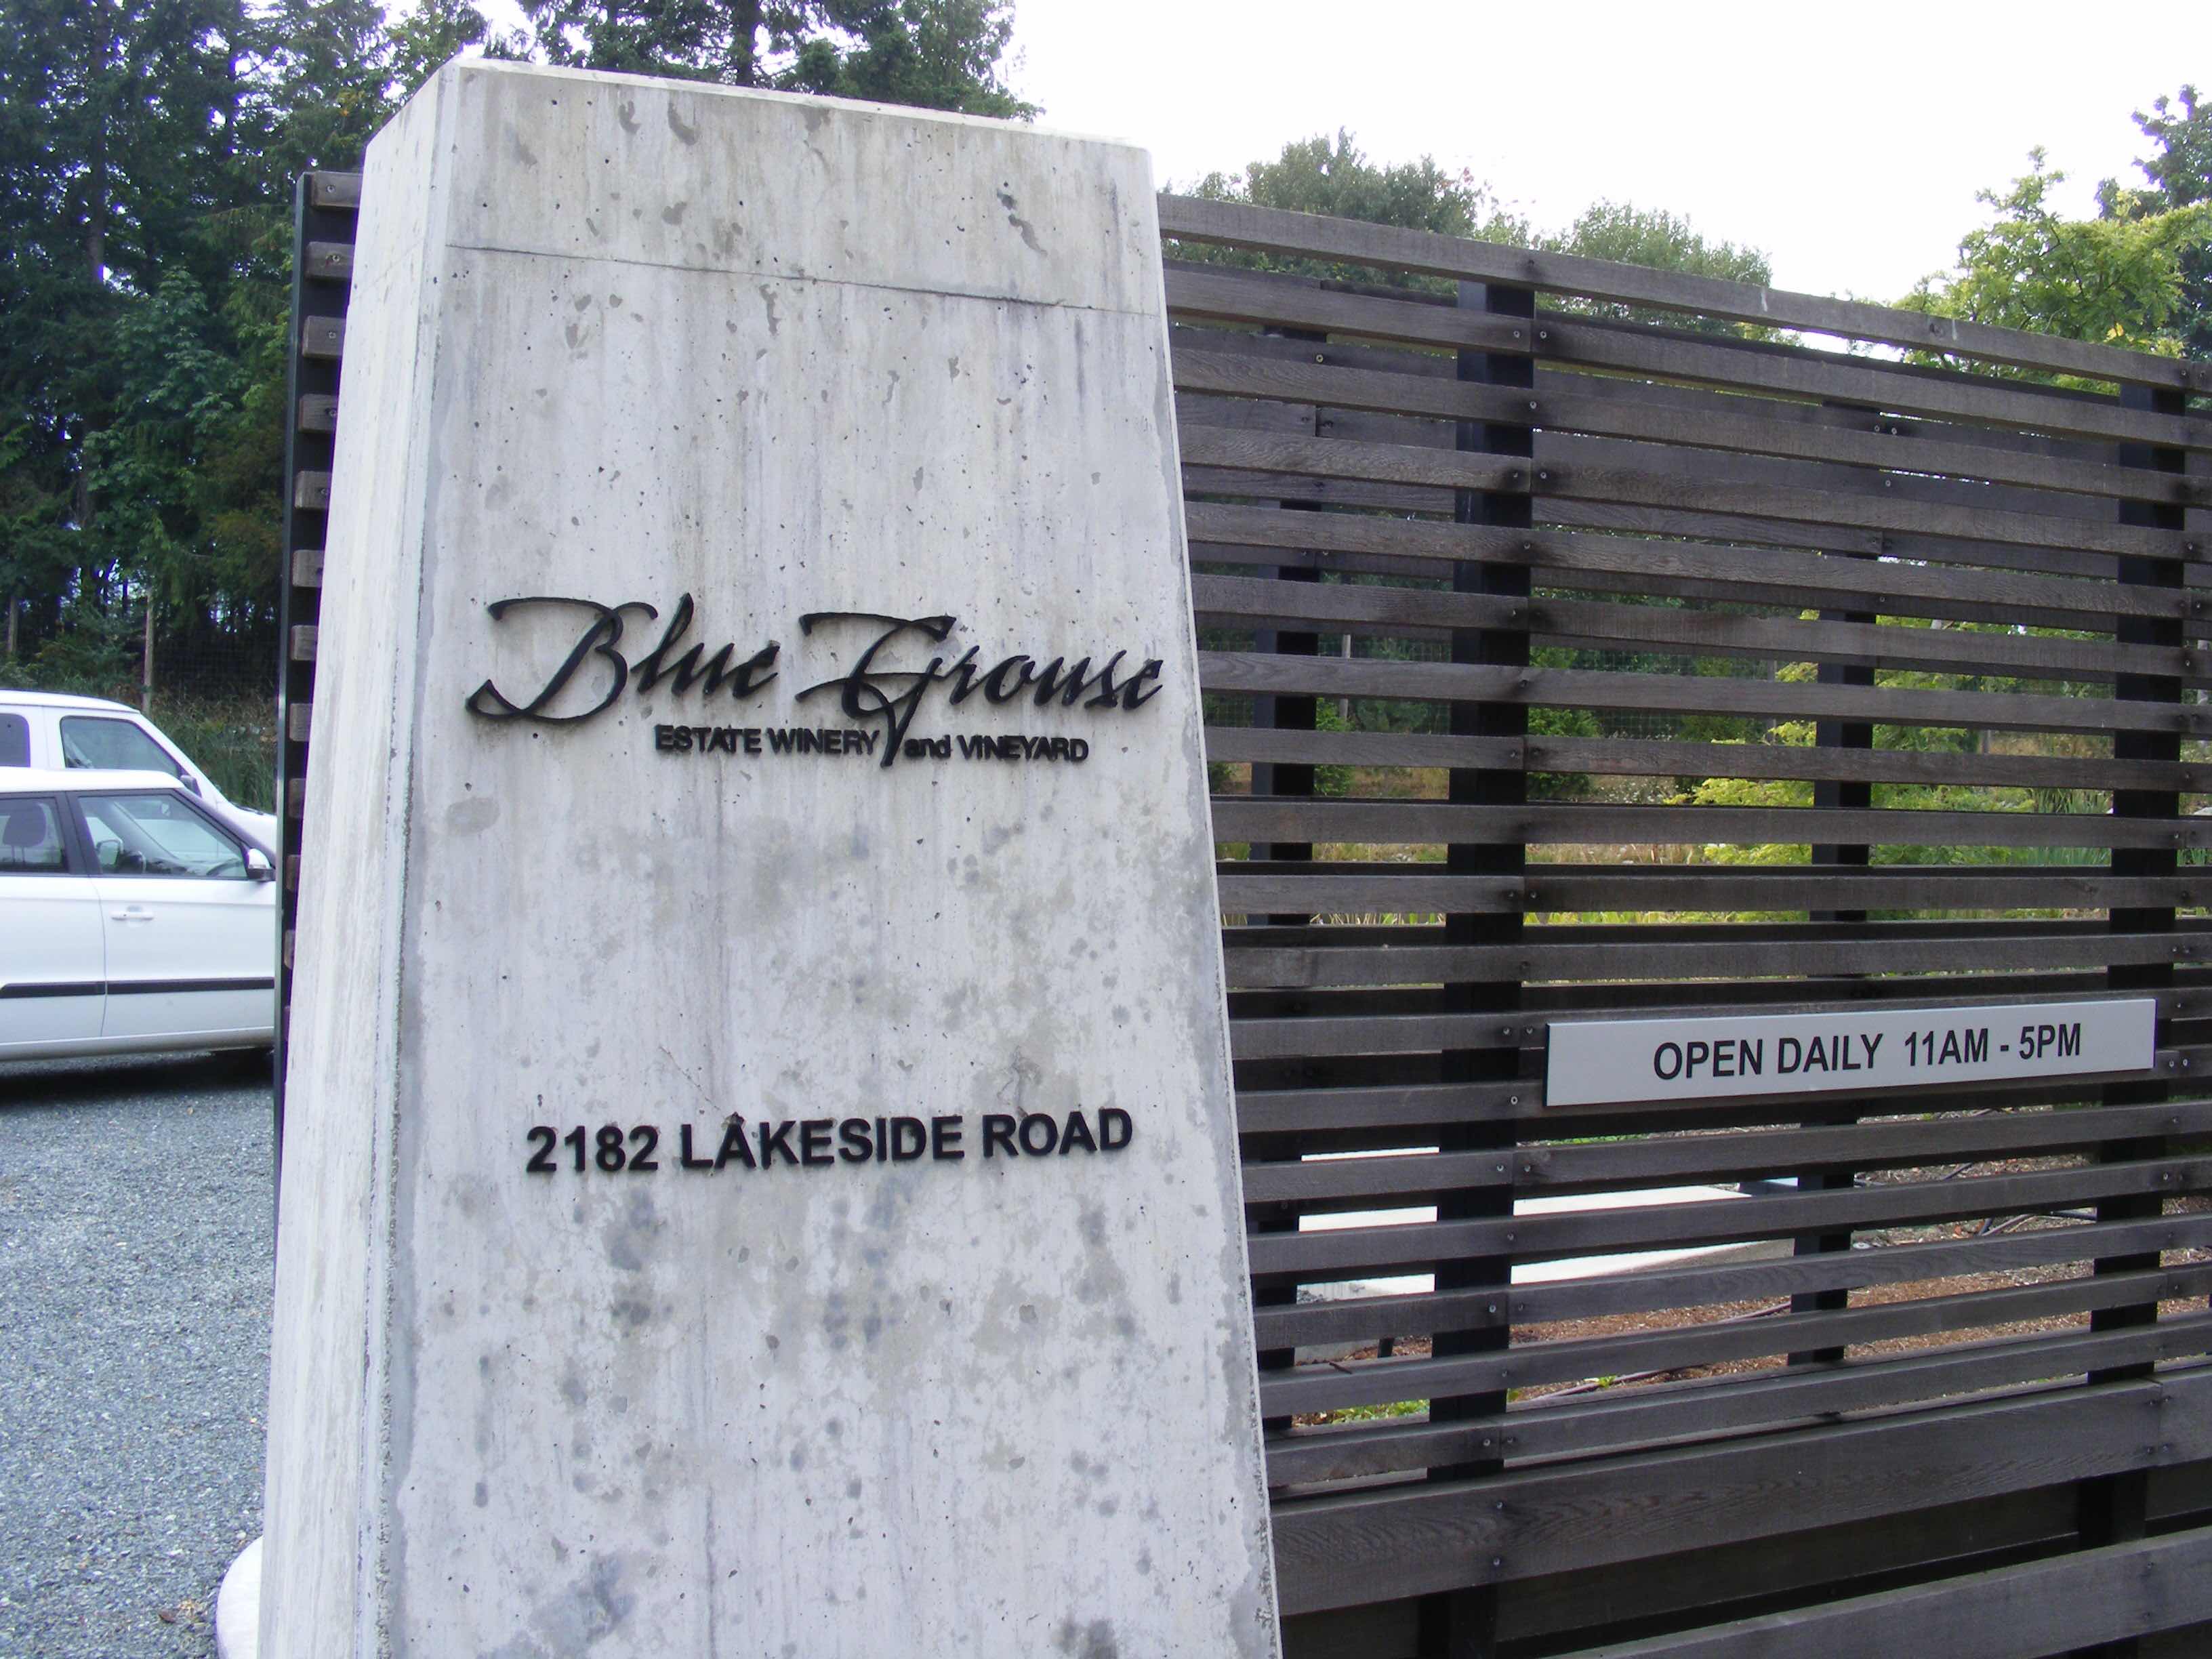 Blue Grouse
ESTATE WINERY and VINEYARD
2182 LAKESIDE ROAD
OPEN DAILY 11AM - 5PM